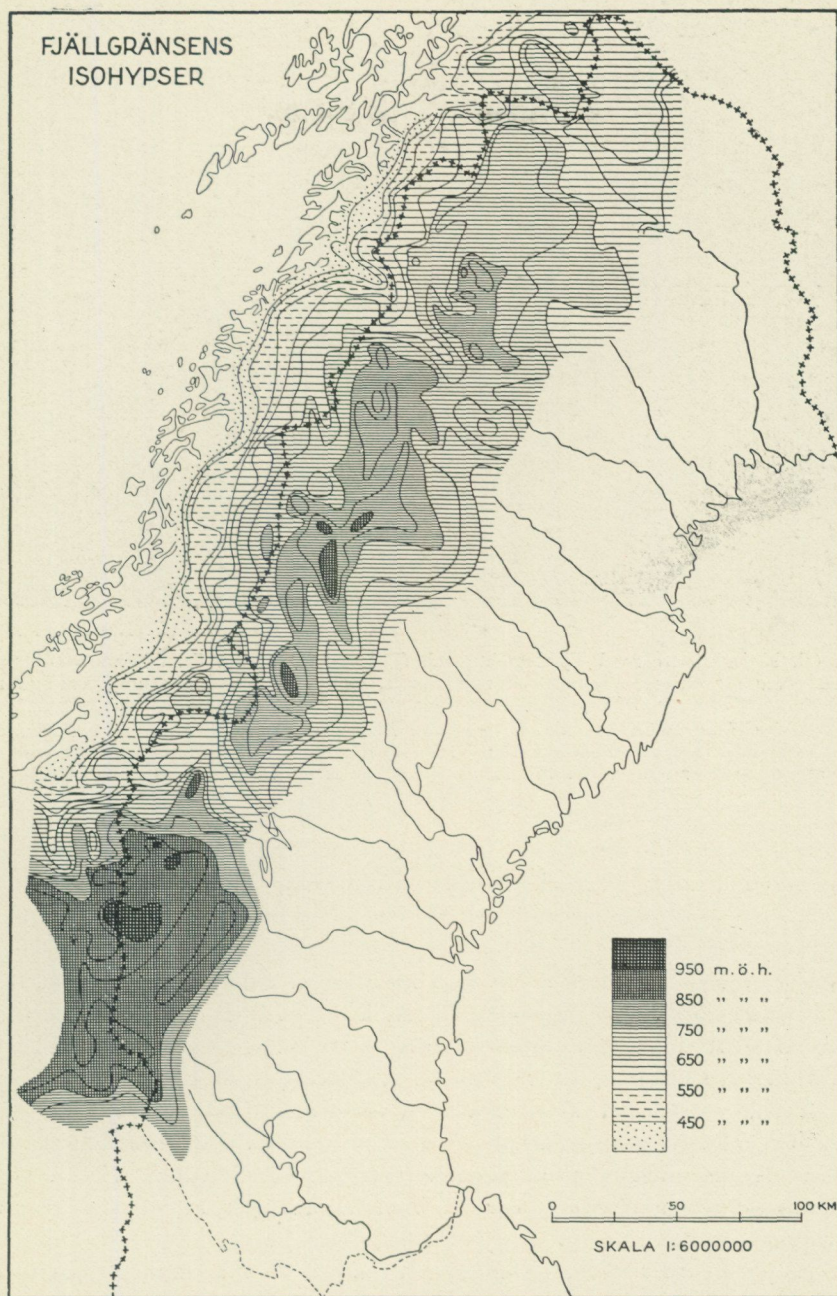 FJÄLLGRÄNSENS
ISOHYPSER
950 m.ö.h.
850 " " "
750 " " "
650 " " "
550 " " "
450 " " "
0 50 100 KM
SKALA 1:6000000